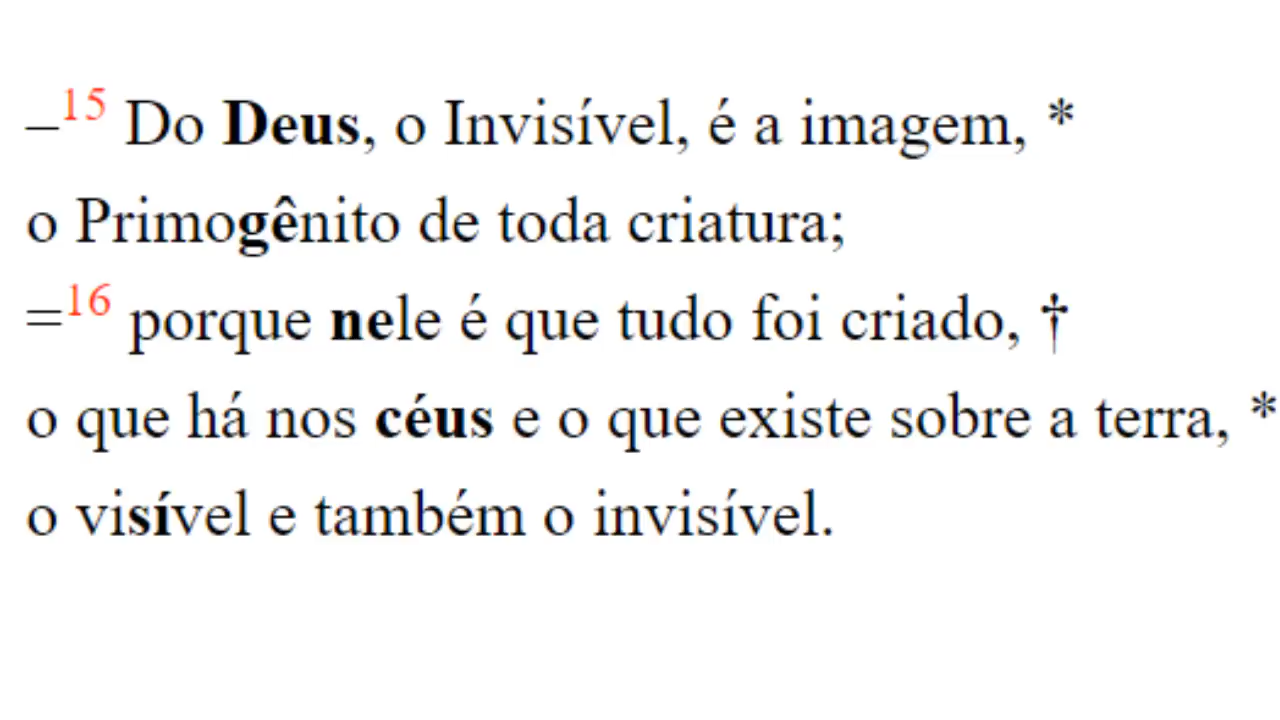 –15 Do Deus, o Invisível, é a imagem, *
o Primogênito de toda criatura;
=16 porque nele é que tudo foi criado, †
o que há nos céus e o que existe sobre a terra, *
o visível e também o invisível.